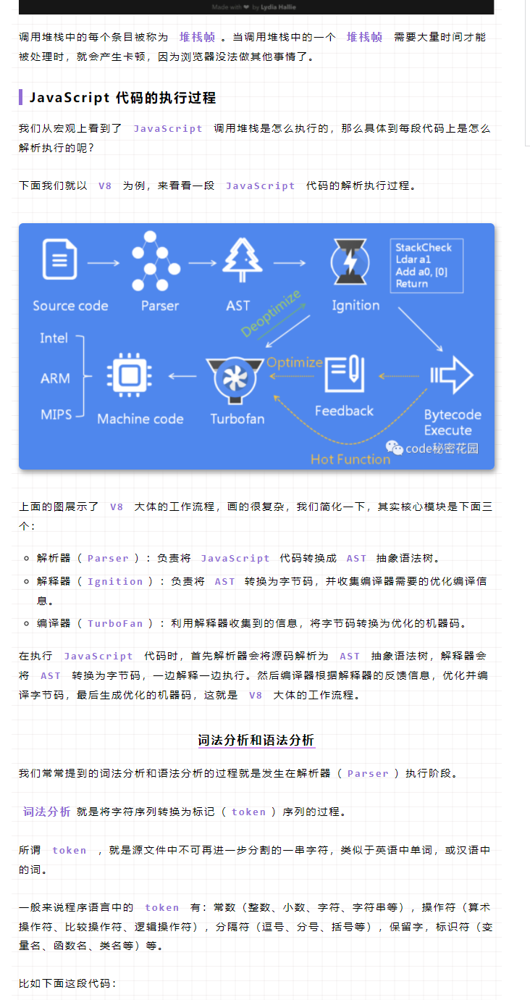 Made with ❤ by Lydia Hallie
调用堆栈中的每个条目被称为 堆栈帧 。当调用堆栈中的一个 堆栈帧 需要大量时间才能
被处理时，就会产生卡顿，因为浏览器没法做其他事情了。
JavaScript 代码的执行过程
我们从宏观上看到了 JavaScript 调用堆栈是怎么执行的，那么具体到每段代码上是怎么
解析执行的呢？
下面我们就以 V8 为例，来看看一段 JavaScript 代码的解析执行过程。
StackCheck
Ldar a1
Add a0, [0]
Return
Source code
Parser
AST
Ignition
Deoptimize
Intel
ARM
MIPS
Optimize
Machine code
Turbofan
Feedback
Bytecode
Execute
code秘密花园
Hot Function
上面的图展示了 V8 大体的工作流程，画的很复杂，我们简化一下，其实核心模块是下面三
个：
解析器（ Parser ）：负责将 JavaScript 代码转换成 AST 抽象语法树。
解释器（ Ignition ）：负责将 AST 转换为字节码，并收集编译器需要的优化编译信
息。
编译器（ TurboFan ）：利用解释器收集到的信息，将字节码转换为优化的机器码。
在执行 JavaScript 代码时，首先解析器会将源码解析为 AST 抽象语法树，解释器会
将 AST 转换为字节码，一边解释一边执行。然后编译器根据解释器的反馈信息，优化并编
译字节码，最后生成优化的机器码，这就是 V8 大体的工作流程。
词法分析和语法分析
我们常常提到的词法分析和语法分析的过程就是发生在解析器（ Parser ）执行阶段。
词法分析 就是将字符序列转换为标记（ token ）序列的过程。
所谓 token ，就是源文件中不可再进一步分割的一串字符，类似于英语中单词，或汉语中
的词。
一般来说程序语言中的 token 有：常数（整数、小数、字符、字符串等），操作符（算术
操作符、比较操作符、逻辑操作符），分隔符（逗号、分号、括号等），保留字，标识符（变
量名、函数名、类名等）等。
比如下面这段代码：